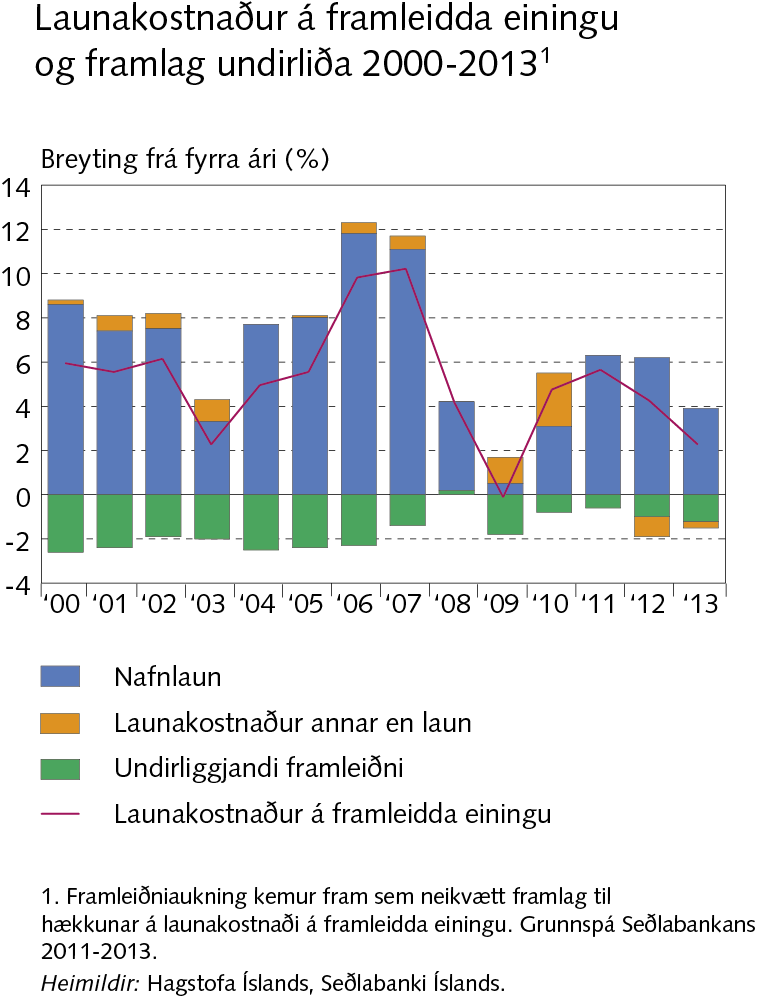 Launakostnaður á framleidda einingu
og framlag undirliða 2000-2013¹
Breyting frá fyrra ári (%)
14
12
10
8
6
4
2
0
-2
-4
‘00 ‘01 ‘02 ‘03 ‘04 ‘05 ‘06 ‘07 ‘08 ‘09 ‘10 ‘11 ‘12 ‘13
Nafnlaun
Launakostnaður annar en laun
Undirliggjandi framleiðni
Launakostnaður á framleidda einingu
1. Framleiðniaukning kemur fram sem neikvætt framlag til
hækkunar á launakostnaði á framleidda einingu. Grunnspá Seðlabankans
2011-2013.
Heimildir: Hagstofa Íslands, Seðlabanki Íslands.